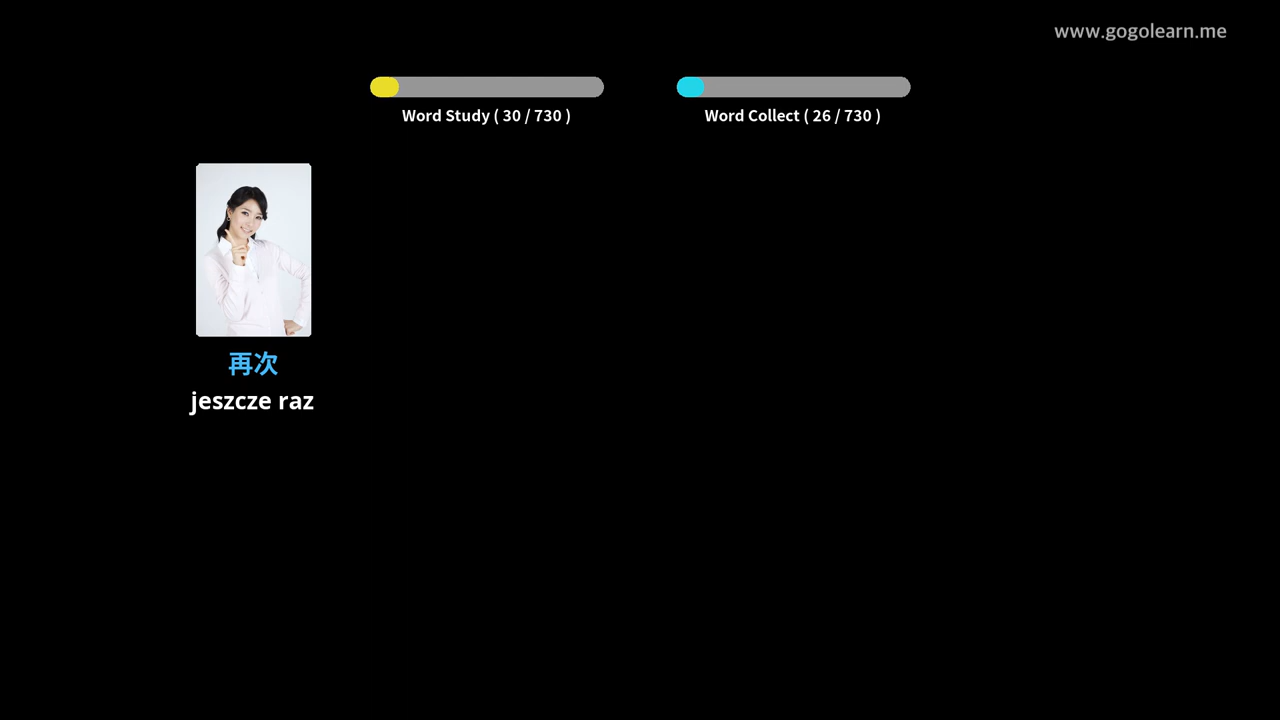 www.gogolearn.me
Word Study ( 30 / 730 )
Word Collect ( 26 / 730 )
再次
jeszcze raz